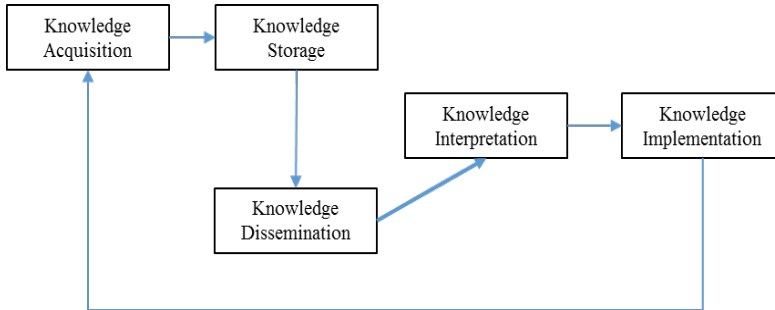 Knowledge
Acquisition
Knowledge
Storage
Knowledge
Dissemination
Knowledge
Interpretation
Knowledge
Implementation